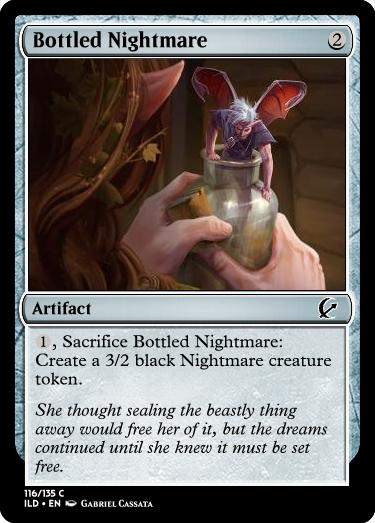 Bottled Nightmare 2
Artifact
1, Sacrifice Bottled Nightmare:
Create a 3/2 black Nightmare creature
token.
She thought sealing the beastly thing
away would free her of it, but the dreams
continued until she knew it must be set
free.
116/135 C
ILD • EN Gabriel Cassata